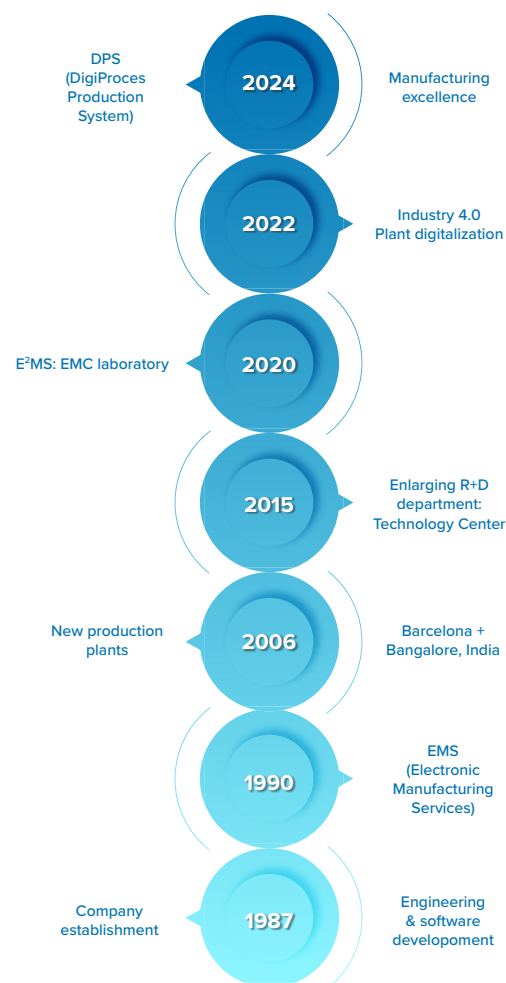 DPS
(DigiProces
Production
System)
2024
Manufacturing
excellence
2022
Industry 4.0
Plant digitalization
E²MS: EMC laboratory
2020
2015
Enlarging R+D
department:
Technology Center
New production
plants
2006
Barcelona +
Bangalore, India
1990
EMS
(Electronic
Manufacturing
Services)
Company
establishment
1987
Engineering
& software
developoment